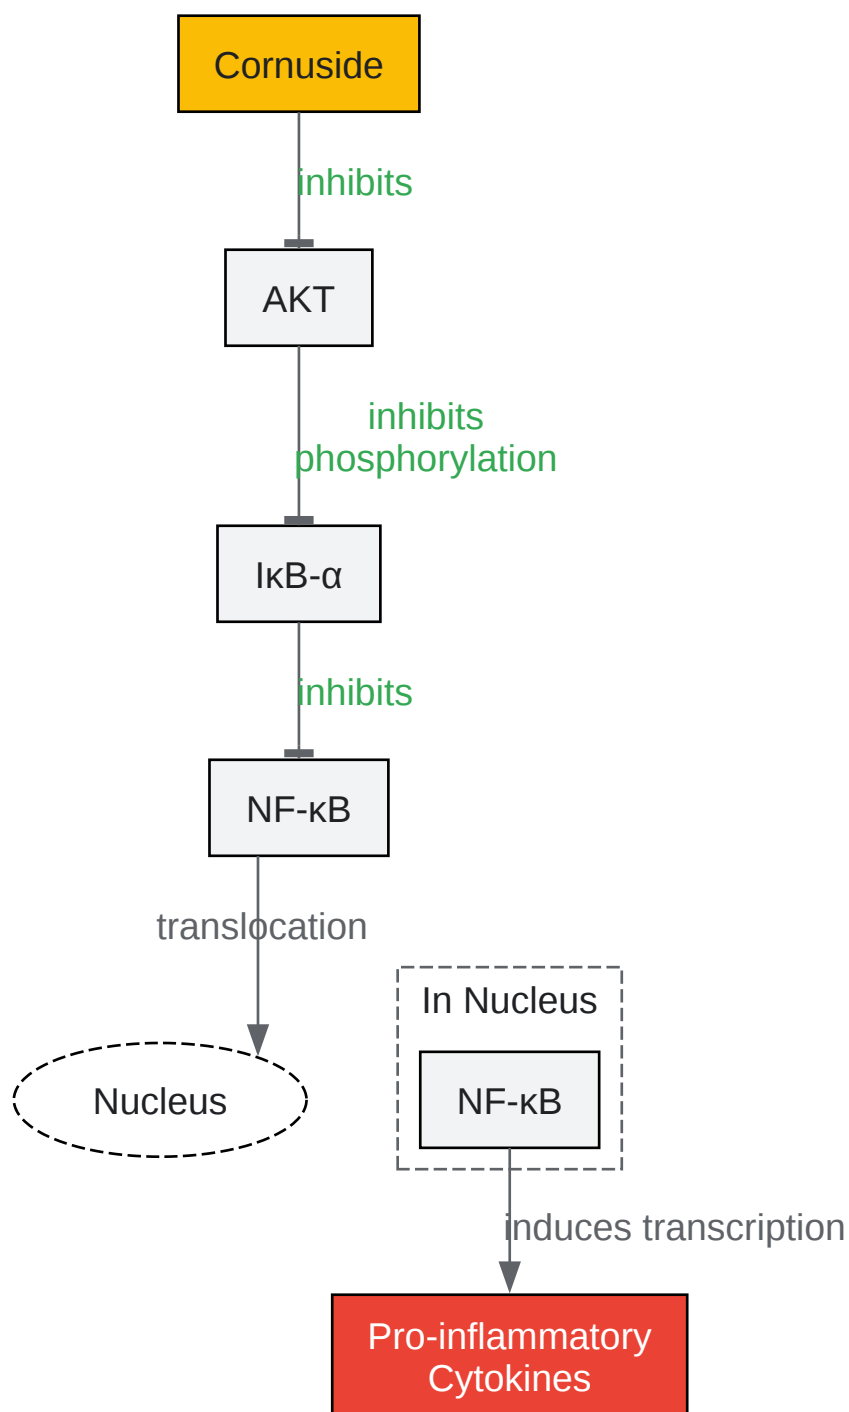 Cornuside
inhibits
AKT
inhibits
phosphorylation
IκB-α
inhibits
NF-κB
translocation
In Nucleus
Nucleus
NF-κB
induces transcription
Pro-inflammatory
Cytokines